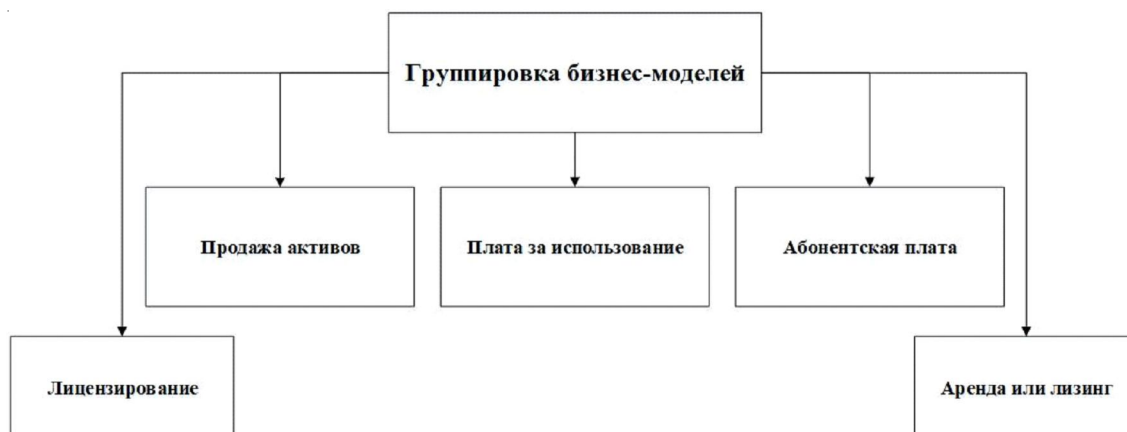 Группировка бизнес-моделей
Продажа активов
Плата за использование
Абонентская плата
Лицензирование
Аренда или лизинг